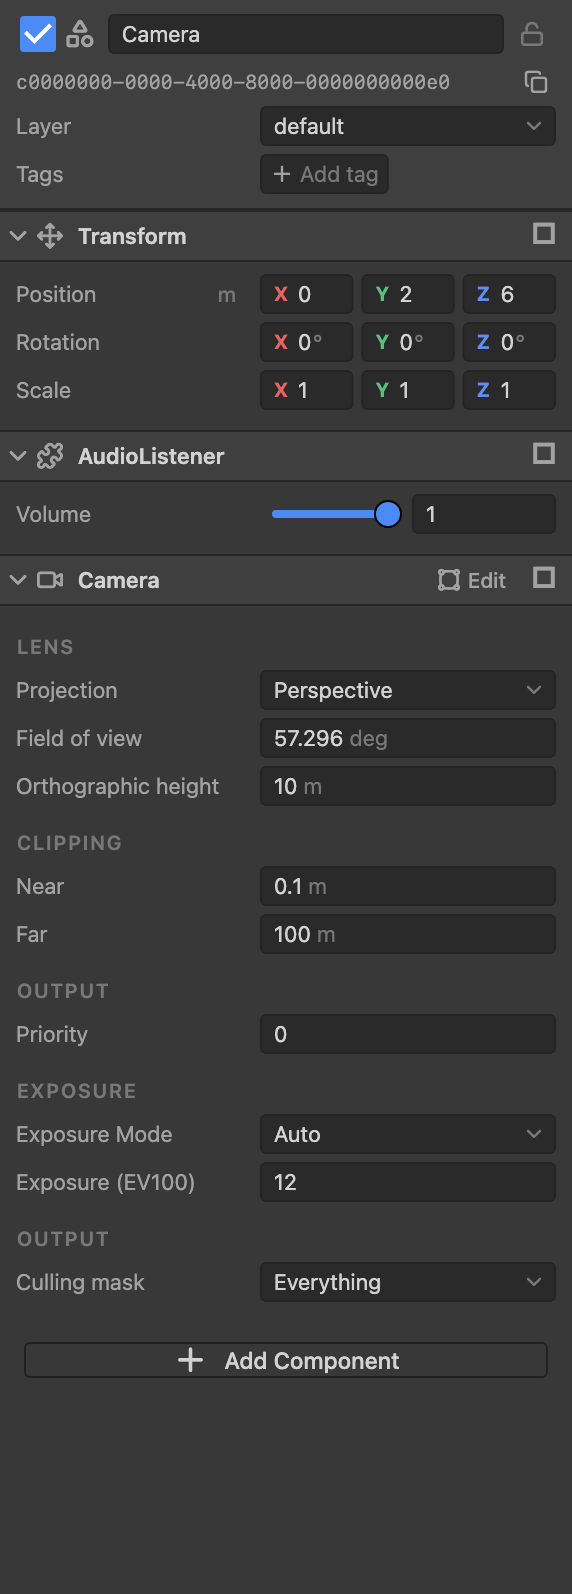 Camera
c0000000-0000-4000-8000-0000000000e0
Layer default
Tags + Add tag
Transform
Position m X 0 Y 2 Z 6
Rotation X 0° Y 0° Z 0°
Scale X 1 Y 1 Z 1
AudioListener
Volume 1
Camera Edit
LENS
Projection Perspective
Field of view 57.296 deg
Orthographic height 10 m
CLIPPING
Near 0.1 m
Far 100 m
OUTPUT
Priority 0
EXPOSURE
Exposure Mode Auto
Exposure (EV100) 12
OUTPUT
Culling mask Everything
+ Add Component